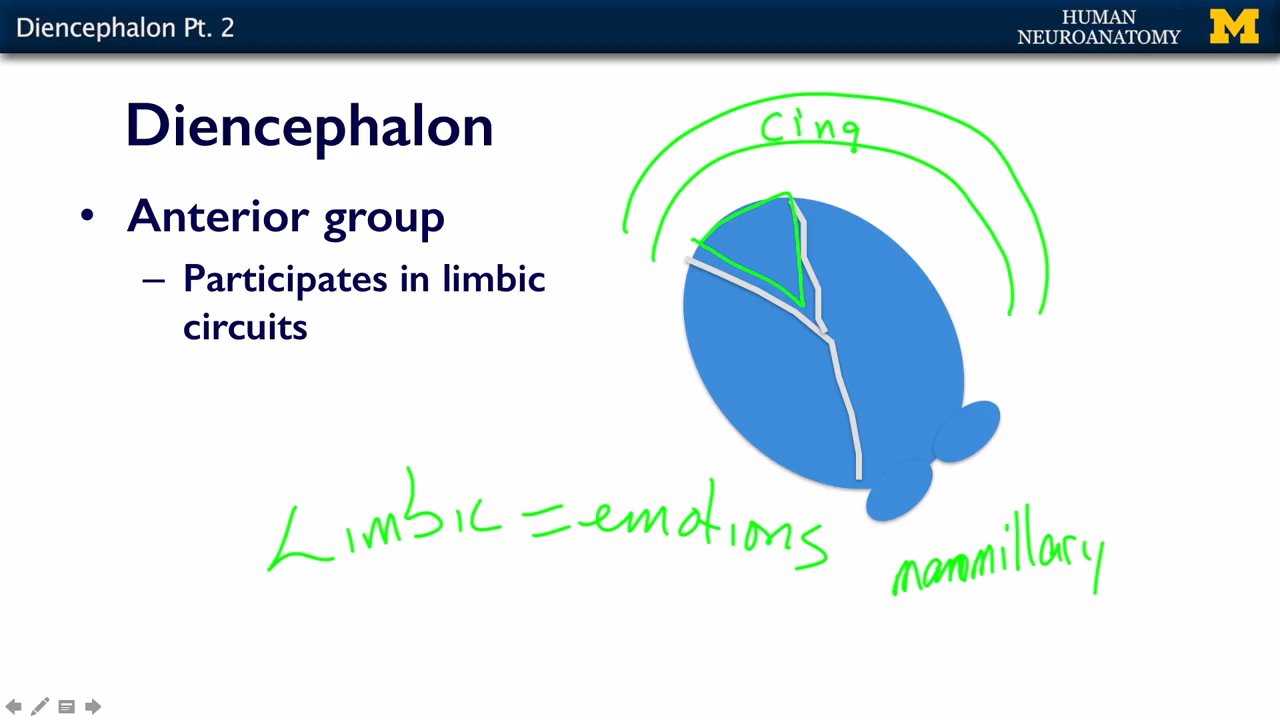 Diencephalon Pt. 2
HUMAN
NEUROANATOMY
M
Diencephalon
Cing
• Anterior group
– Participates in limbic
circuits
Limbic = emotions
mammillary